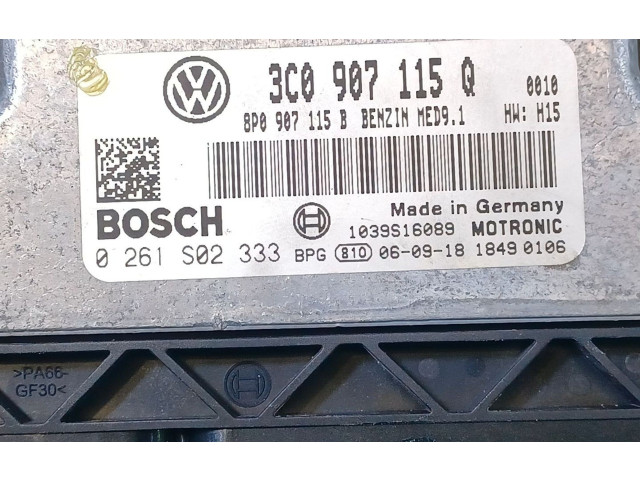 3C0 907 115 Q 0010
8P0 907 115 B BENZIN MED9.1 HW: H15
BOSCH
Made in Germany
1039S16089 MOTRONIC
0 261 S02 333 BPG 810 06-09-18 1849 0106
>PA66-
GF30<